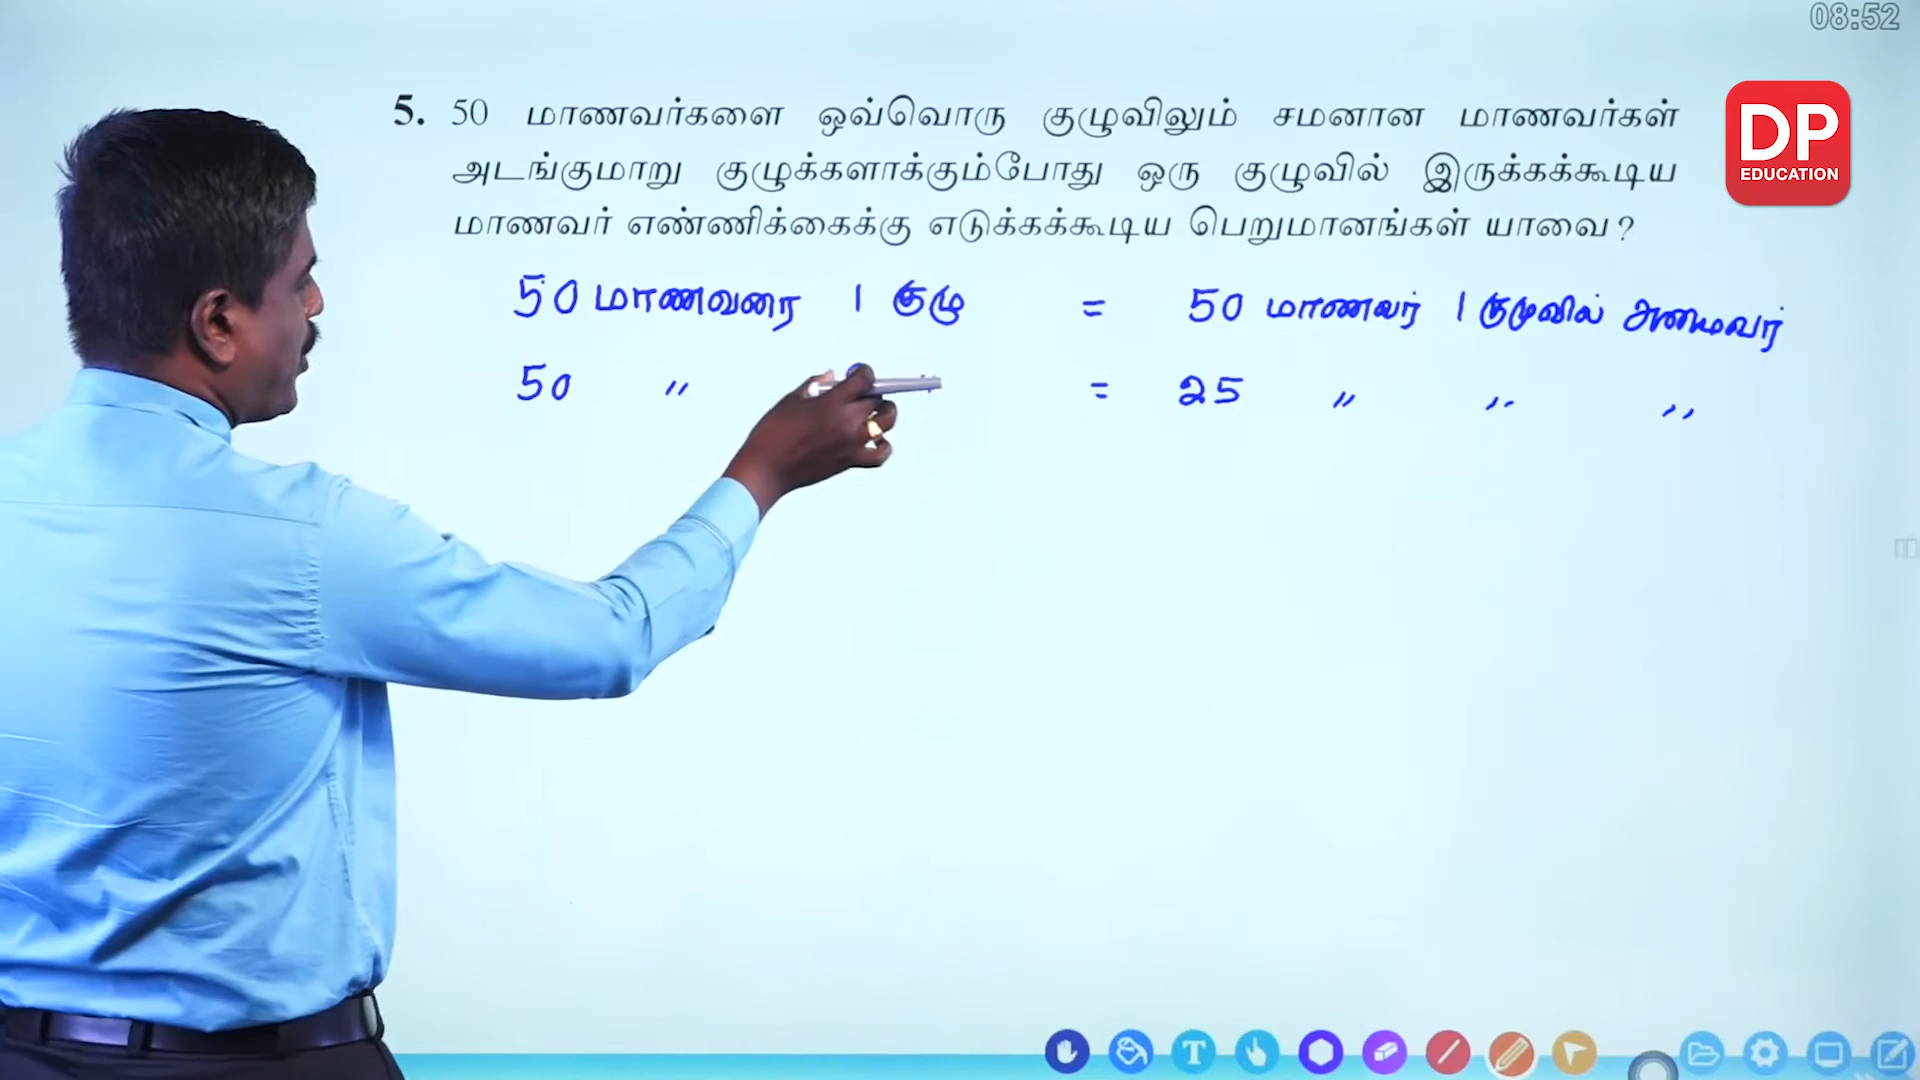 08:52
5. 50 மாணவர்களை ஒவ்வொரு குழுவிலும் சமனான மாணவர்கள்
அடங்குமாறு குழுக்களாக்கும்போது ஒரு குழுவில் இருக்கக்கூடிய
மாணவர் எண்ணிக்கைக்கு எடுக்கக்கூடிய பெறுமானங்கள் யாவை?
DP
EDUCATION
50 மாணவரை 1 குழு = 50 மாணவர் 1 குழுவில் அமைவர்
50 " = 25 " " "
T